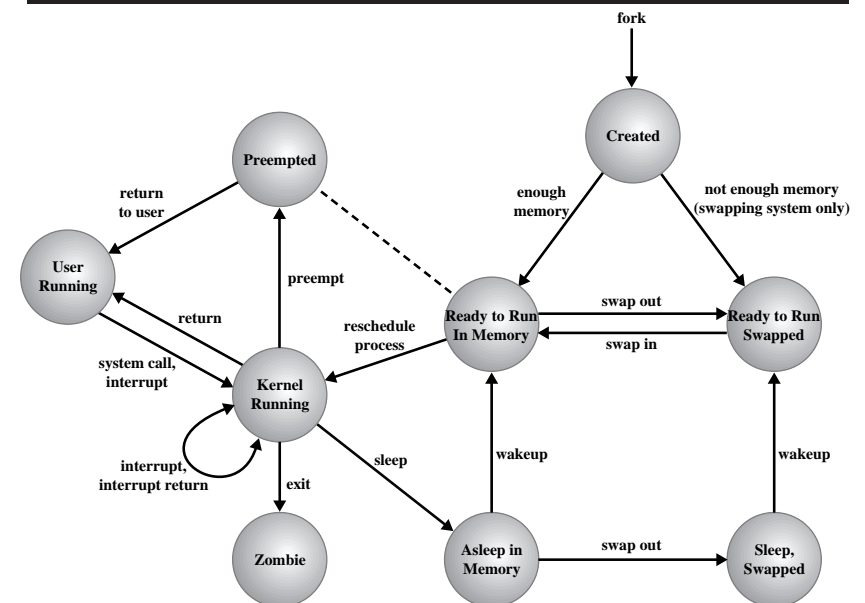 fork
Created
Preempted
enough
memory
not enough memory
(swapping system only)
return
to user
User
Running
preempt
return
reschedule
process
Ready to Run
In Memory
swap out
swap in
Ready to Run
Swapped
system call,
interrupt
Kernel
Running
interrupt,
interrupt return
sleep
wakeup
wakeup
exit
Zombie
Asleep in
Memory
swap out
Sleep,
Swapped